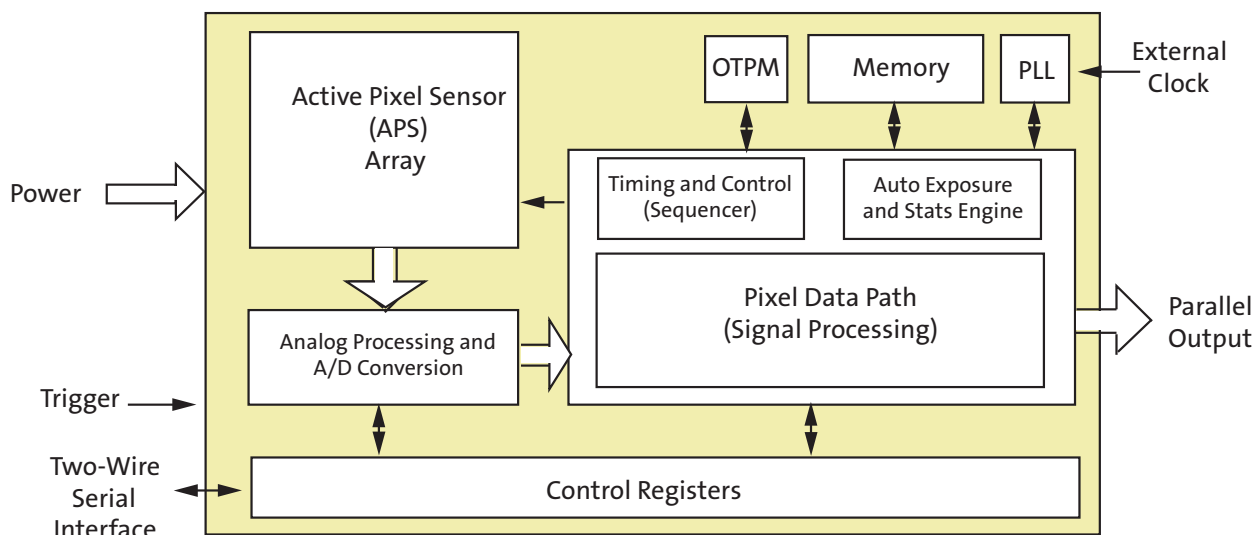 Active Pixel Sensor
(APS)
Array
OTPM
Memory
PLL
External
Clock
Power
Timing and Control
(Sequencer)
Auto Exposure
and Stats Engine
Pixel Data Path
(Signal Processing)
Parallel
Output
Analog Processing and
A/D Conversion
Trigger
Two-Wire
Serial
Interface
Control Registers